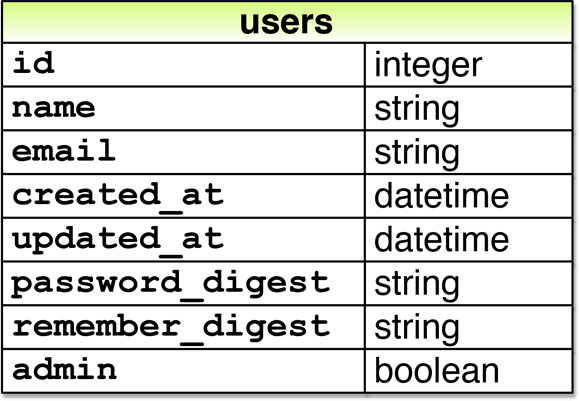 users
id integer
name string
email string
created_at datetime
updated_at datetime
password_digest string
remember_digest string
admin boolean